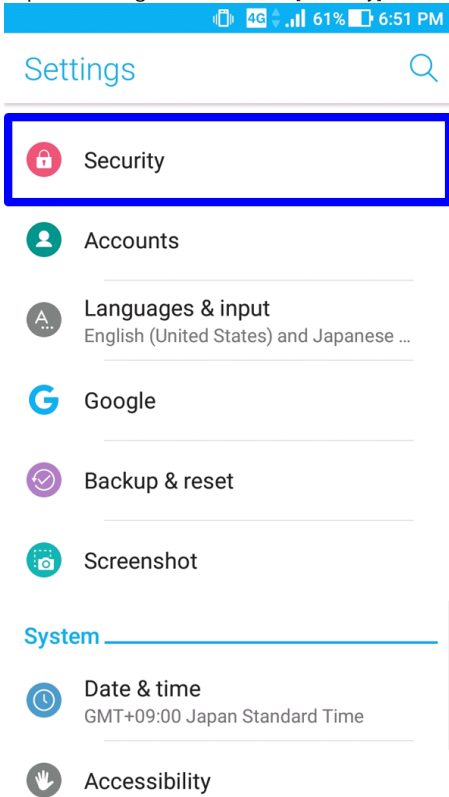 4G 61% 6:51 PM
Settings
Security
Accounts
Languages & input
English (United States) and Japanese ...
Google
Backup & reset
Screenshot
System
Date & time
GMT+09:00 Japan Standard Time
Accessibility